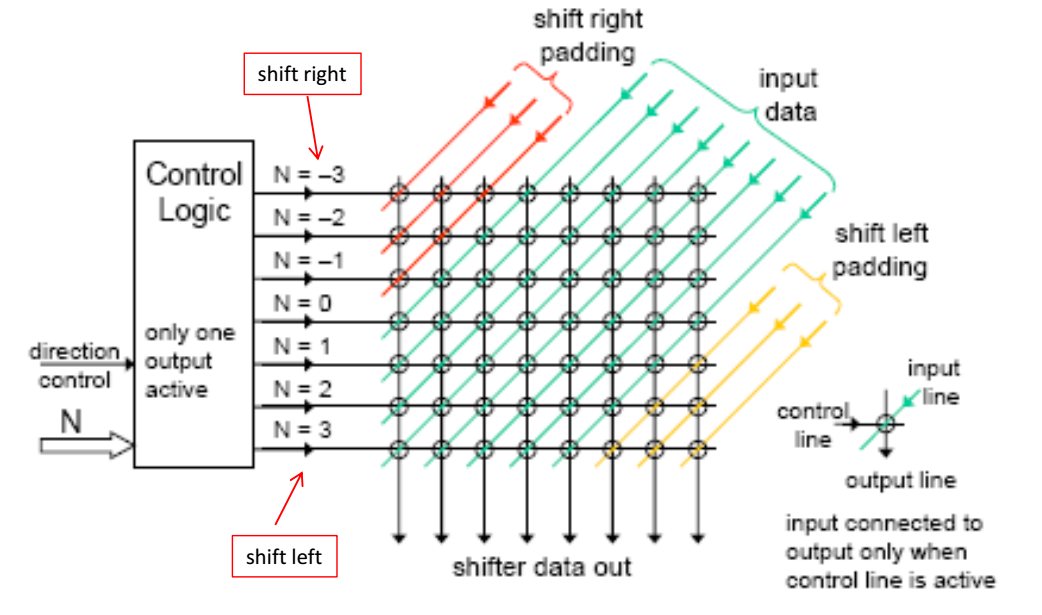 shift right
padding
shift right
input
data
Control
Logic
only one
output
active
direction
control
N
N = –3
N = –2
N = –1
N = 0
N = 1
N = 2
N = 3
shift left
padding
shift left
shifter data out
input
line
control
line
output line
input connected to
output only when
control line is active